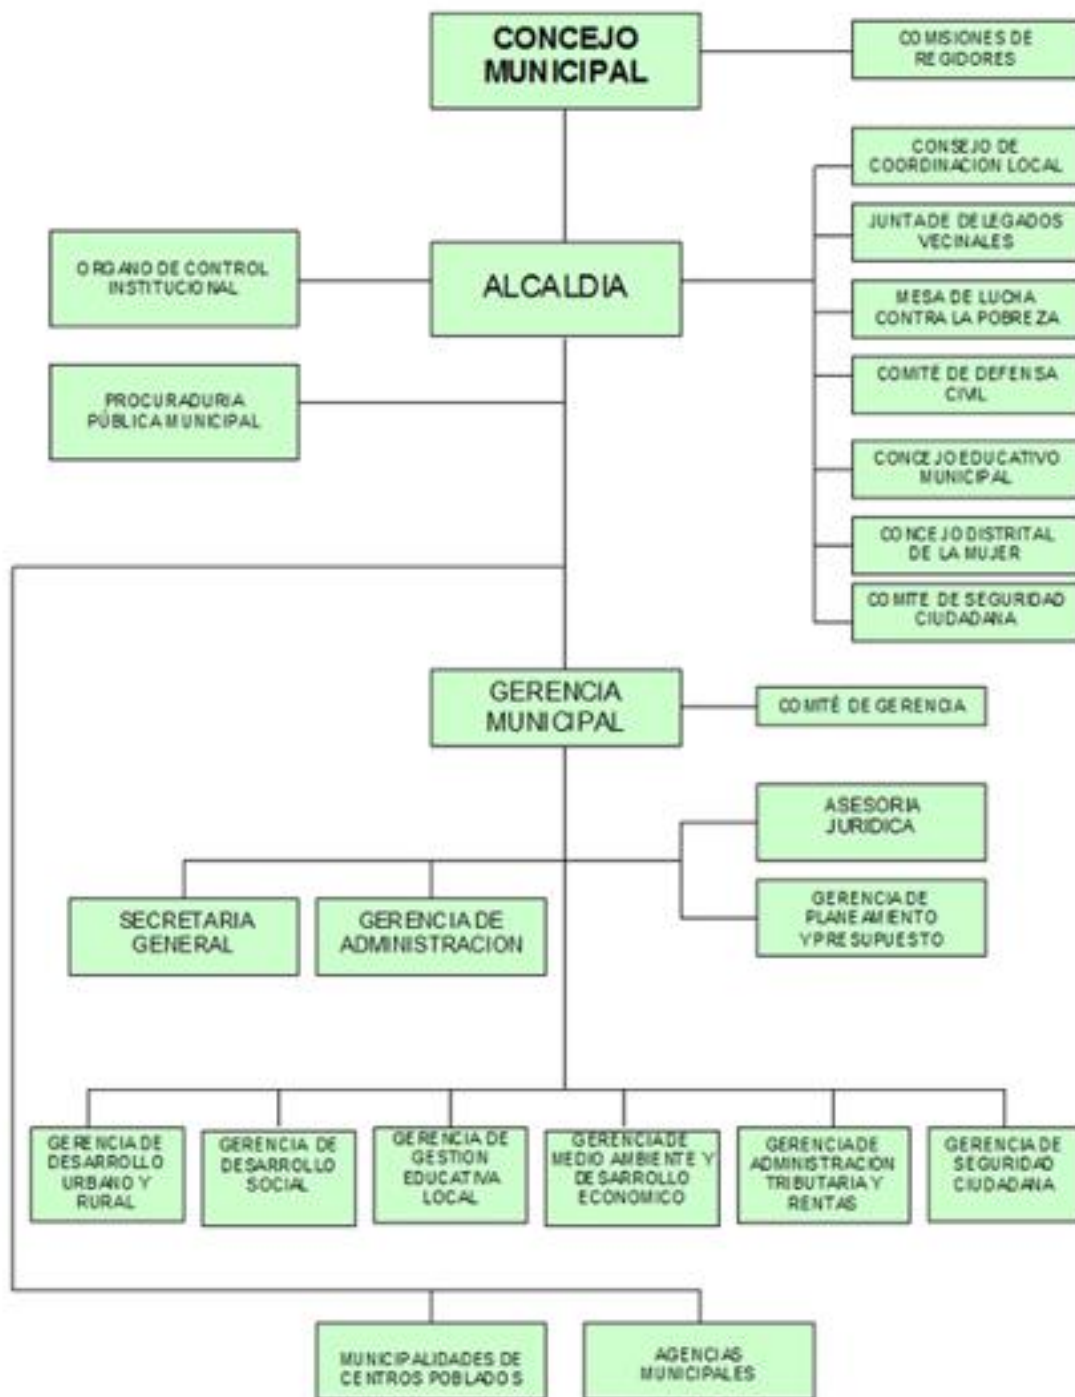 CONCEJO
MUNICIPAL
COMISIONES DE
REGIDORES
CONSEJO DE
COORDINACION LOCAL
JUNTA DE DELEGADOS
VECINALES
ORGANO DE CONTROL
INSTITUCIONAL
ALCALDIA
MESA DE LUCHA
CONTRA LA POBREZA
PROCURADURIA
PÚBLICA MUNICIPAL
COMITÉ DE DEFENSA
CIVIL
CONCEJO EDUCATIVO
MUNICIPAL
CONCEJO DISTRITAL
DE LA MUJER
COMITÉ DE SEGURIDAD
CIUDADANA
GERENCIA
MUNICIPAL
COMITÉ DE GERENCIA
ASESORIA
JURIDICA
SECRETARIA
GENERAL
GERENCIA DE
ADMINISTRACION
GERENCIA DE
PLANEAMIENTO
Y PRESUPUESTO
GERENCIA DE
DESARROLLO
URBANO Y
RURAL
GERENCIA DE
DESARROLLO
SOCIAL
GERENCIA DE
GESTION
EDUCATIVA
LOCAL
GERENCIA DE
MEDIO AMBIENTE Y
DESARROLLO
ECONOMICO
GERENCIA DE
ADMINISTRACION
TRIBUTARIA Y
RENTAS
GERENCIA DE
SEGURIDAD
CIUDADANA
MUNICIPALIDADES DE
CENTROS POBLADOS
AGENCIAS
MUNICIPALES